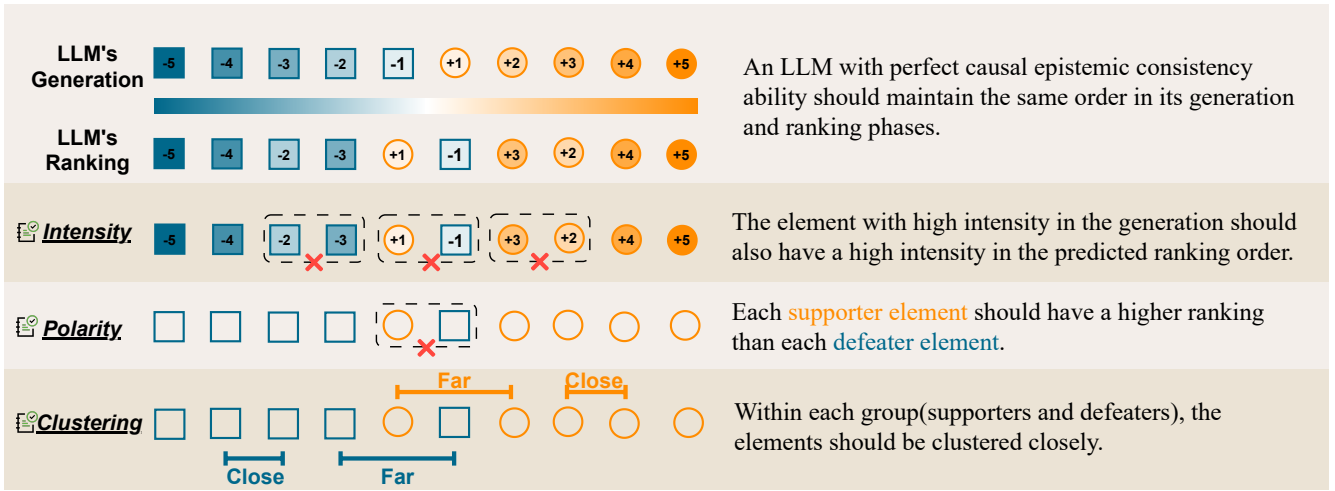 LLM's
Generation
-5 -4 -3 -2 -1 +1 +2 +3 +4 +5
An LLM with perfect causal epistemic consistency
ability should maintain the same order in its generation
and ranking phases.
LLM's
Ranking
-5 -4 -2 -3 +1 -1 +3 +2 +4 +5
Intensity
-5 -4 -2 -3 +1 -1 +3 +2 +4 +5
The element with high intensity in the generation should
also have a high intensity in the predicted ranking order.
Polarity
Each supporter element should have a higher ranking
than each defeater element.
Far Close
Clustering
Within each group(supporters and defeaters), the
elements should be clustered closely.
Close Far